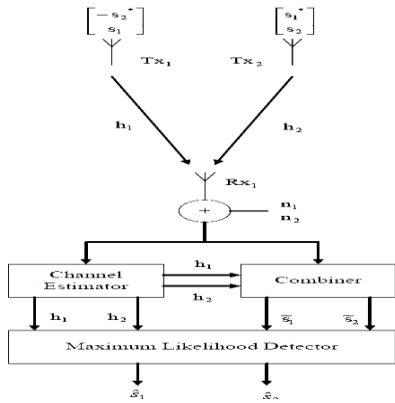 [-s₂* s₁]
[s₁* s₂]
Tx₁
Tx₂
h₁
h₂
Rx₁
+
n₁
n₂
Channel Estimator
h₁
h₂
Combiner
h₁
h₂
s̅₁
s̅₂
Maximum Likelihood Detector
ŝ₁
ŝ₂